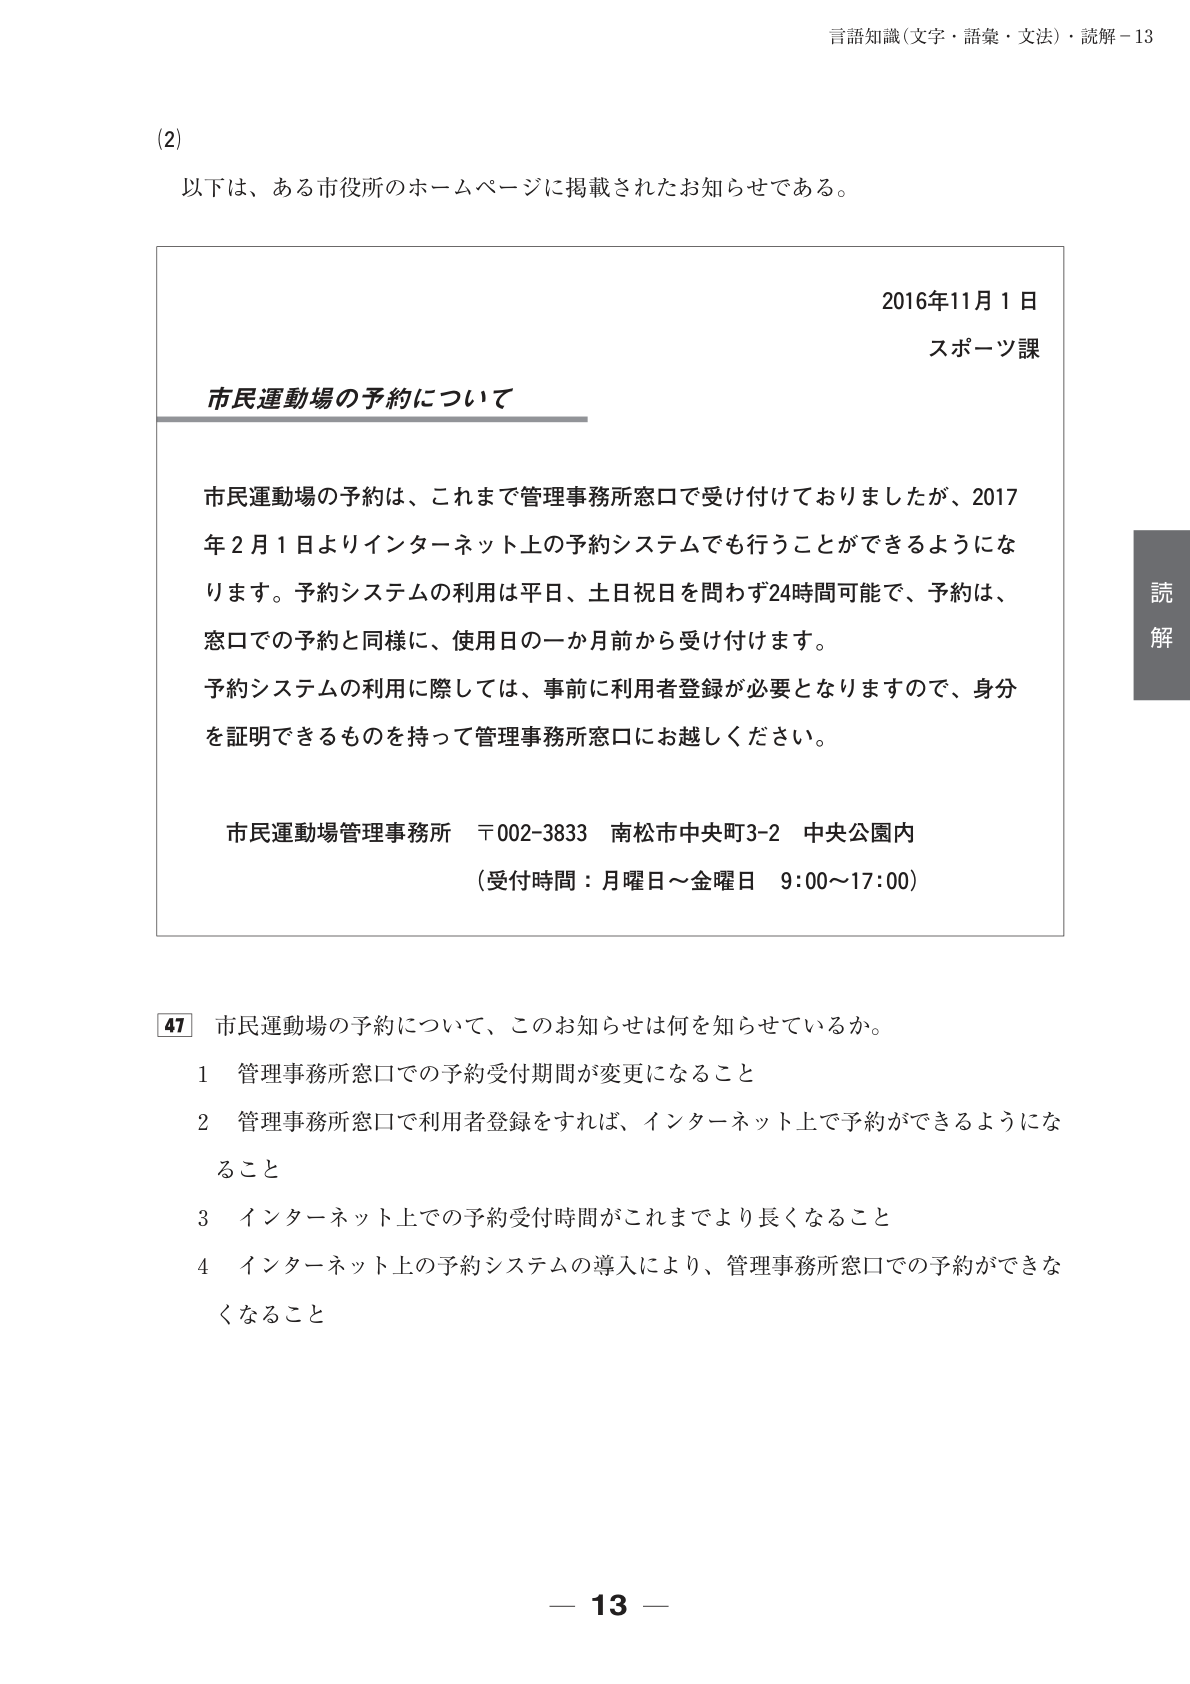 言語知識(文字・語彙・文法)・読解－13
(2)
以下は、ある市役所のホームページに掲載されたお知らせである。
2016年11月１日
スポーツ課
市民運動場の予約について
市民運動場の予約は、これまで管理事務所窓口で受け付けておりましたが、2017
年２月１日よりインターネット上の予約システムでも行うことができるようにな
ります。予約システムの利用は平日、土日祝日を問わず24時間可能で、予約は、
窓口での予約と同様に、使用日の一か月前から受け付けます。
予約システムの利用に際しては、事前に利用者登録が必要となりますので、身分
を証明できるものを持って管理事務所窓口にお越しください。
市民運動場管理事務所　〒002-3833　南松市中央町3-2　中央公園内
（受付時間：月曜日～金曜日　9:00～17:00）
読解
47　市民運動場の予約について、このお知らせは何を知らせているか。
1　管理事務所窓口での予約受付期間が変更になること
2　管理事務所窓口で利用者登録をすれば、インターネット上で予約ができるようにな
ること
3　インターネット上での予約受付時間がこれまでより長くなること
4　インターネット上の予約システムの導入により、管理事務所窓口での予約ができな
くなること
— 13 —